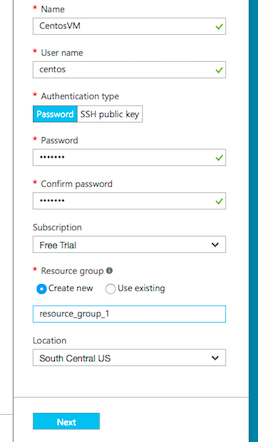 * Name
CentosVM
* User name
centos
* Authentication type
Password SSH public key
* Password
•••••••
* Confirm password
•••••••
Subscription
Free Trial
* Resource group
Create new Use existing
resource_group_1
Location
South Central US
Next